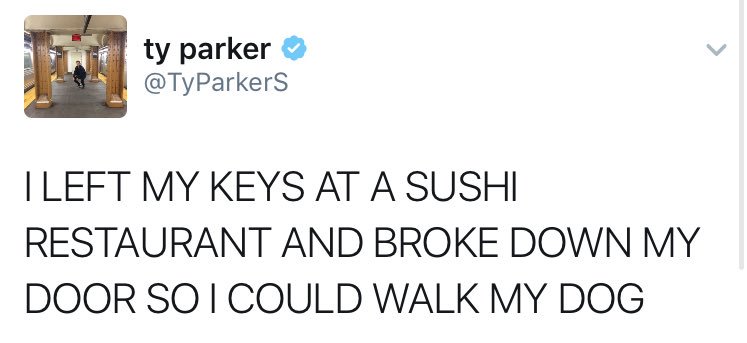 ty parker
@TyParkerS
I LEFT MY KEYS AT A SUSHI
RESTAURANT AND BROKE DOWN MY
DOOR SO I COULD WALK MY DOG